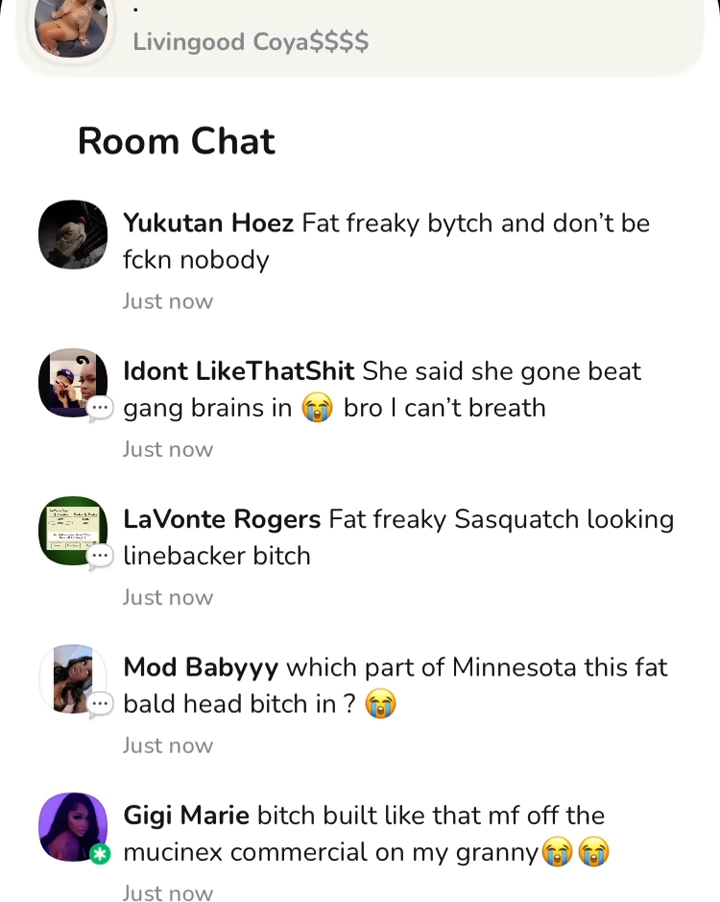 .
Livingood Coya$$$$
Room Chat
Yukutan Hoez Fat freaky bytch and don’t be
fckn nobody
Just now
Idont LikeThatShit She said she gone beat
gang brains in 😭 bro I can’t breath
Just now
LaVonte Rogers Fat freaky Sasquatch looking
linebacker bitch
Just now
Mod Babyyy which part of Minnesota this fat
bald head bitch in ? 😭
Just now
Gigi Marie bitch built like that mf off the
mucinex commercial on my granny😭😭
Just now